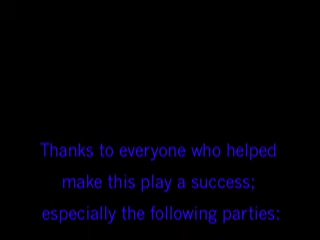 Thanks to everyone who helped
make this play a success;
especially the following parties: